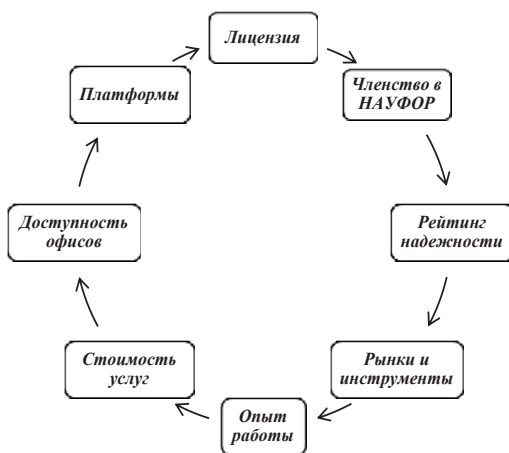 Лицензия
Членство в
НАУФОР
Рейтинг
надежности
Рынки и
инструменты
Опыт
работы
Стоимость
услуг
Доступность
офисов
Платформы